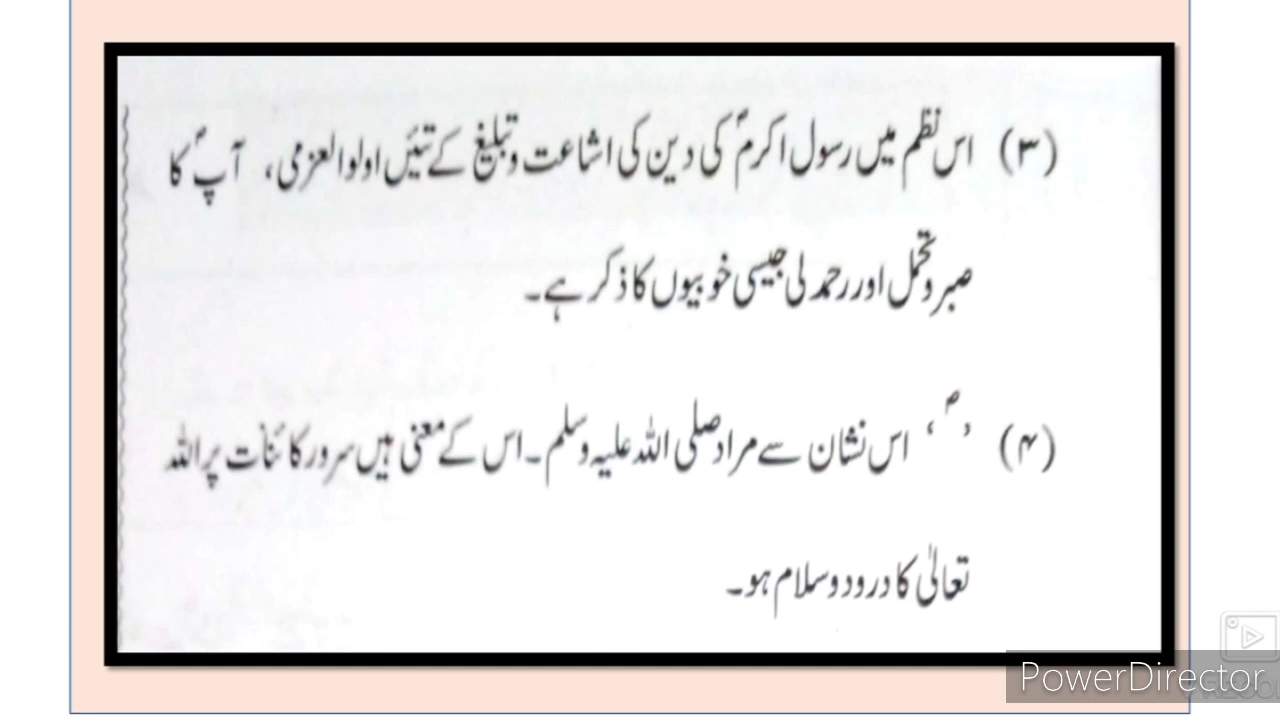 (۳) اس نظم میں رسول اکرمؐ کی دین کی اشاعت و تبلیغ کے تئیں اولوالعزمی، آپؐ کا
صبر و تحمل اور رحمدلی جیسی خوبیوں کا ذکر ہے۔
(۴) ’ ؐ ‘ اس نشان سے مراد صلی اللہ علیہ وسلم ۔ اس کے معنی ہیں سرور کائنات پر اللہ
تعالیٰ کا درود و سلام ہو۔
PowerDirector